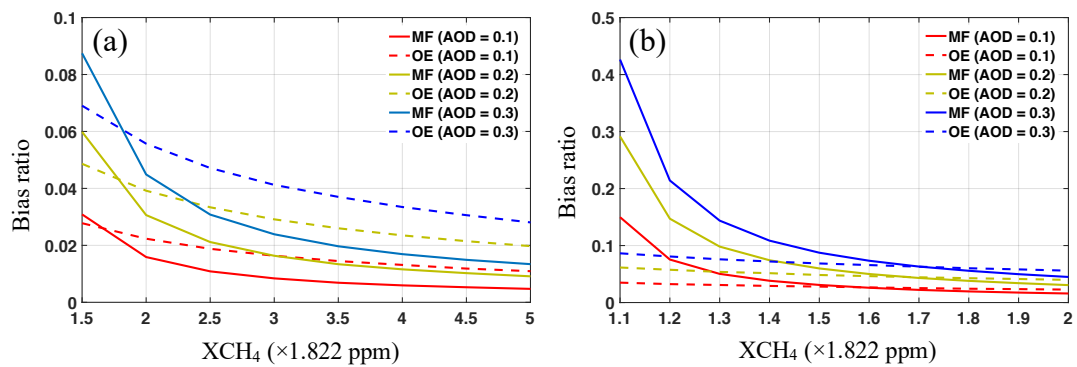 (a)
Bias ratio
0.1
0.08
0.06
0.04
0.02
0
MF (AOD = 0.1)
OE (AOD = 0.1)
MF (AOD = 0.2)
OE (AOD = 0.2)
MF (AOD = 0.3)
OE (AOD = 0.3)
1.5 2 2.5 3 3.5 4 4.5 5
XCH₄ (×1.822 ppm)
(b)
Bias ratio
0.5
0.4
0.3
0.2
0.1
0
MF (AOD = 0.1)
OE (AOD = 0.1)
MF (AOD = 0.2)
OE (AOD = 0.2)
MF (AOD = 0.3)
OE (AOD = 0.3)
1.1 1.2 1.3 1.4 1.5 1.6 1.7 1.8 1.9 2
XCH₄ (×1.822 ppm)